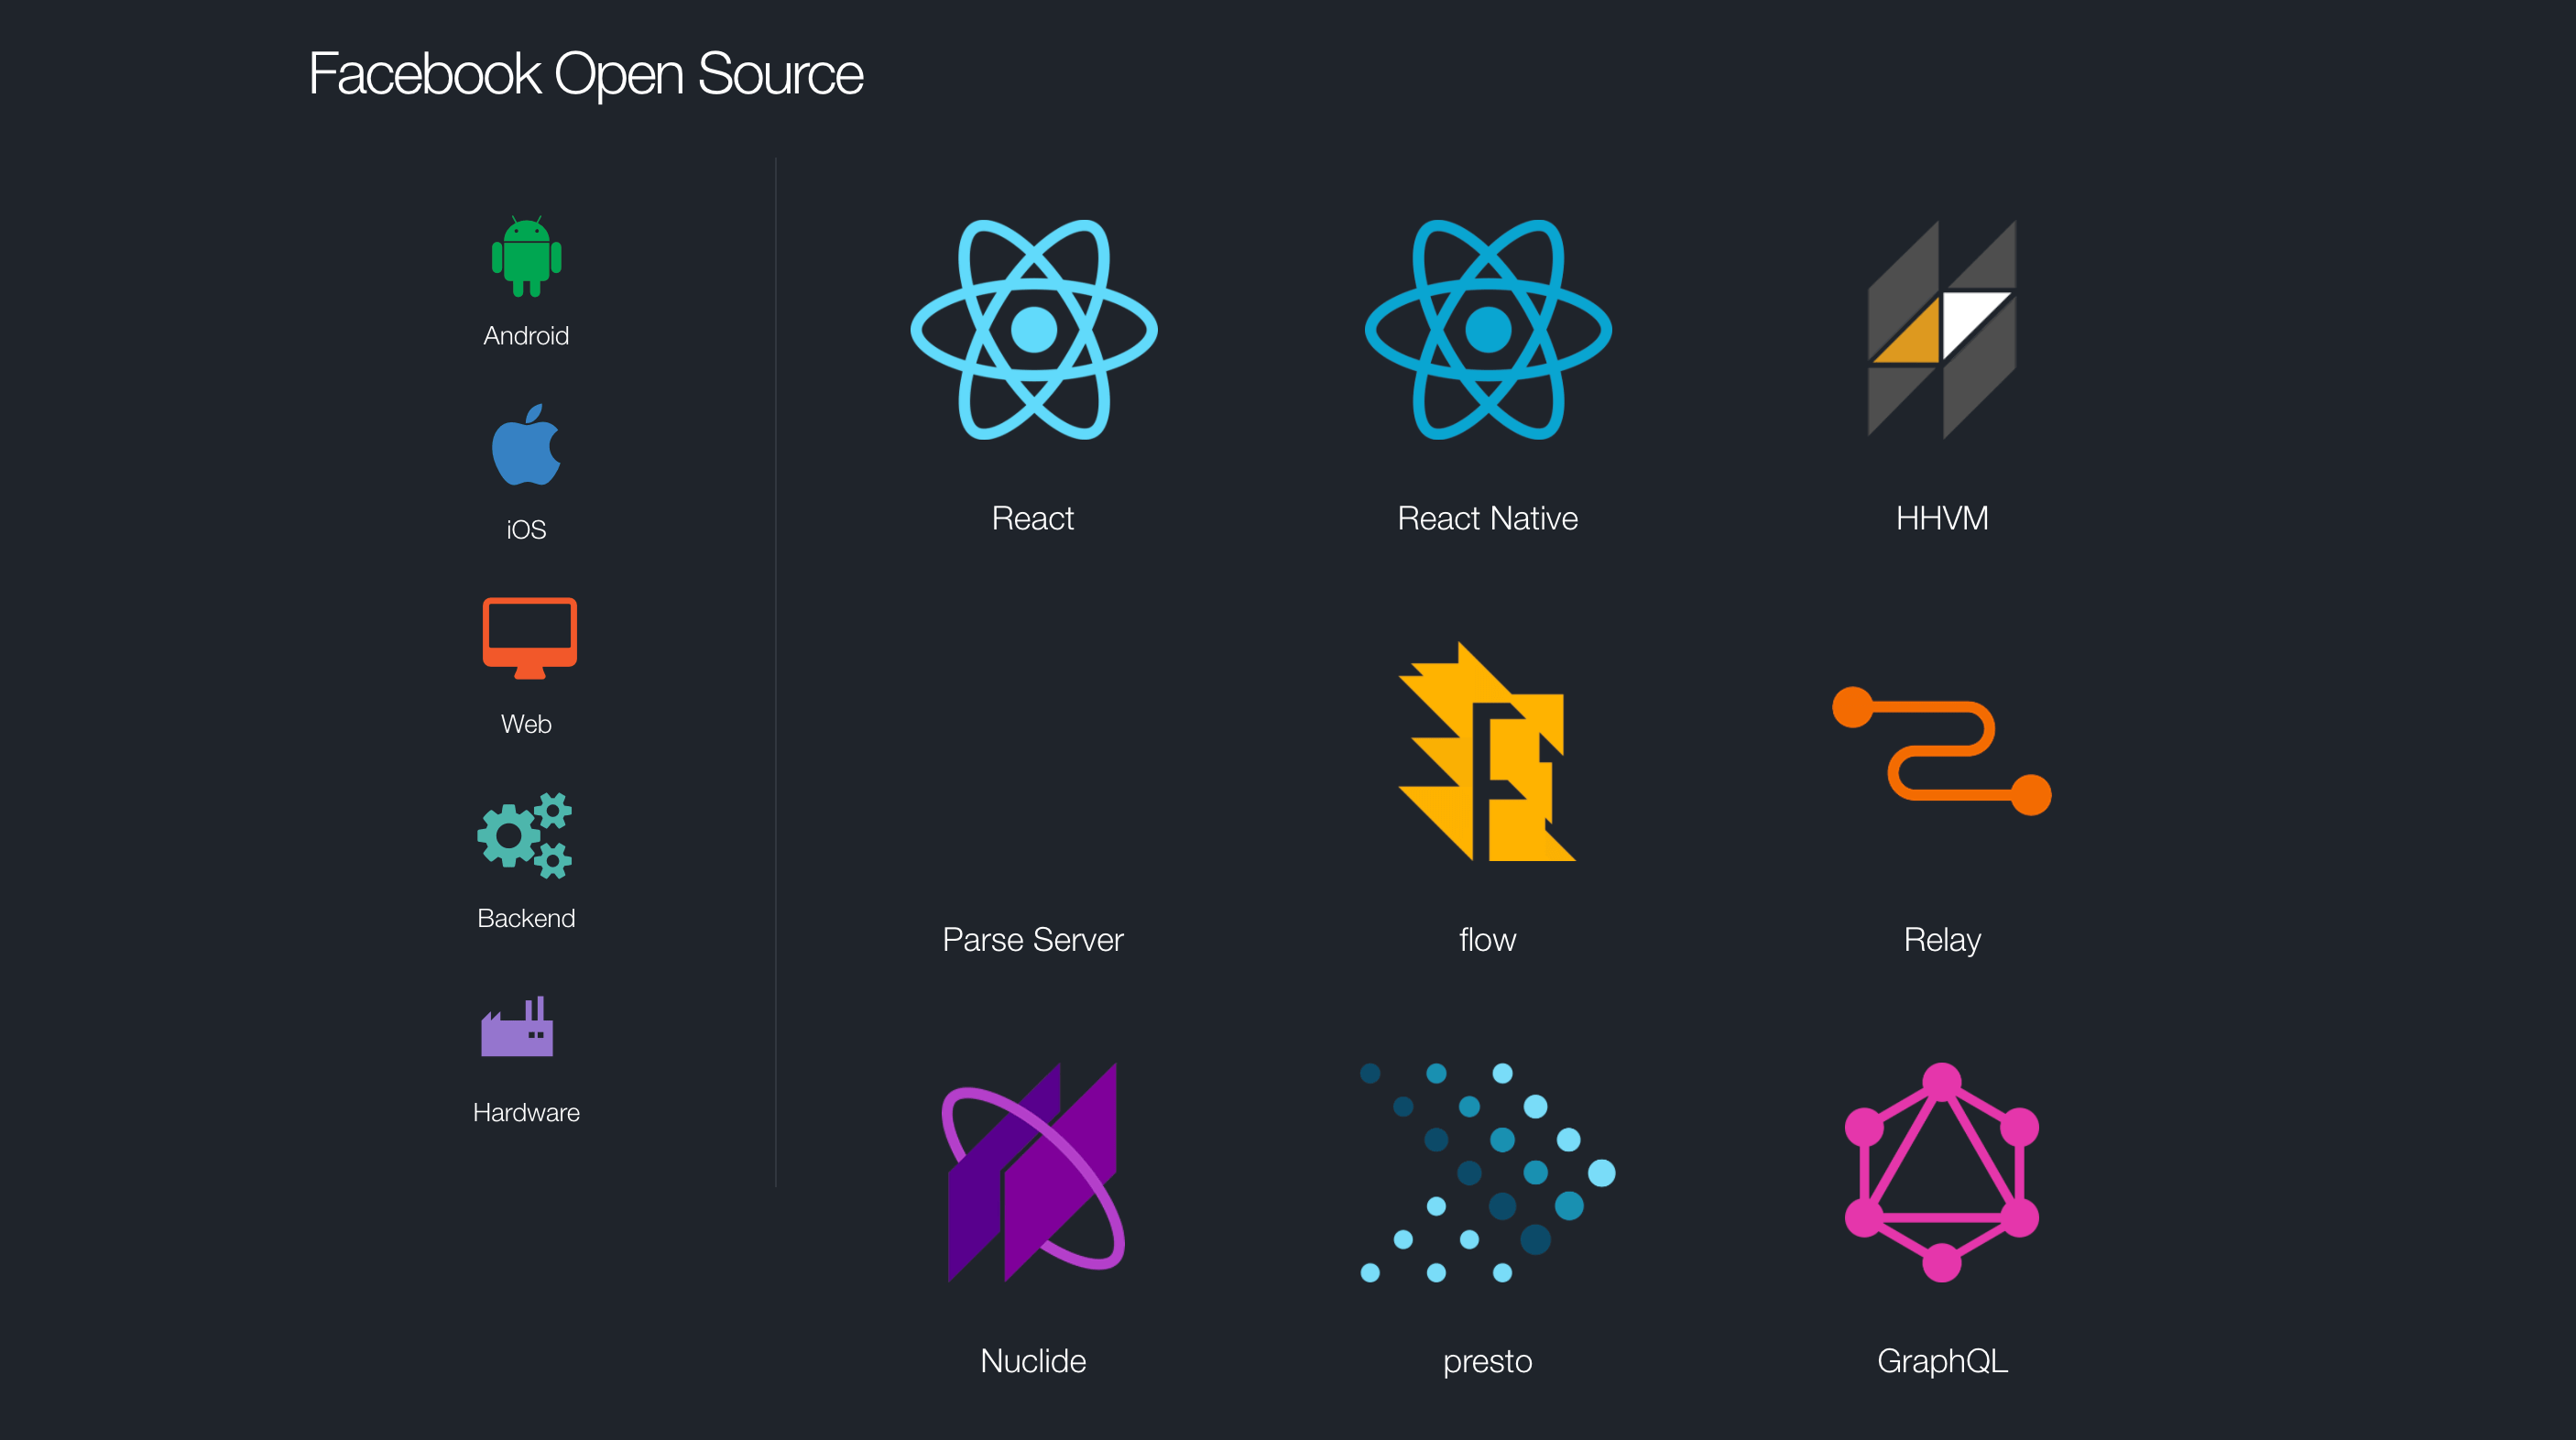 Facebook Open Source
Android
iOS
Web
Backend
Hardware
React
React Native
HHVM
Parse Server
flow
Relay
Nuclide
presto
GraphQL